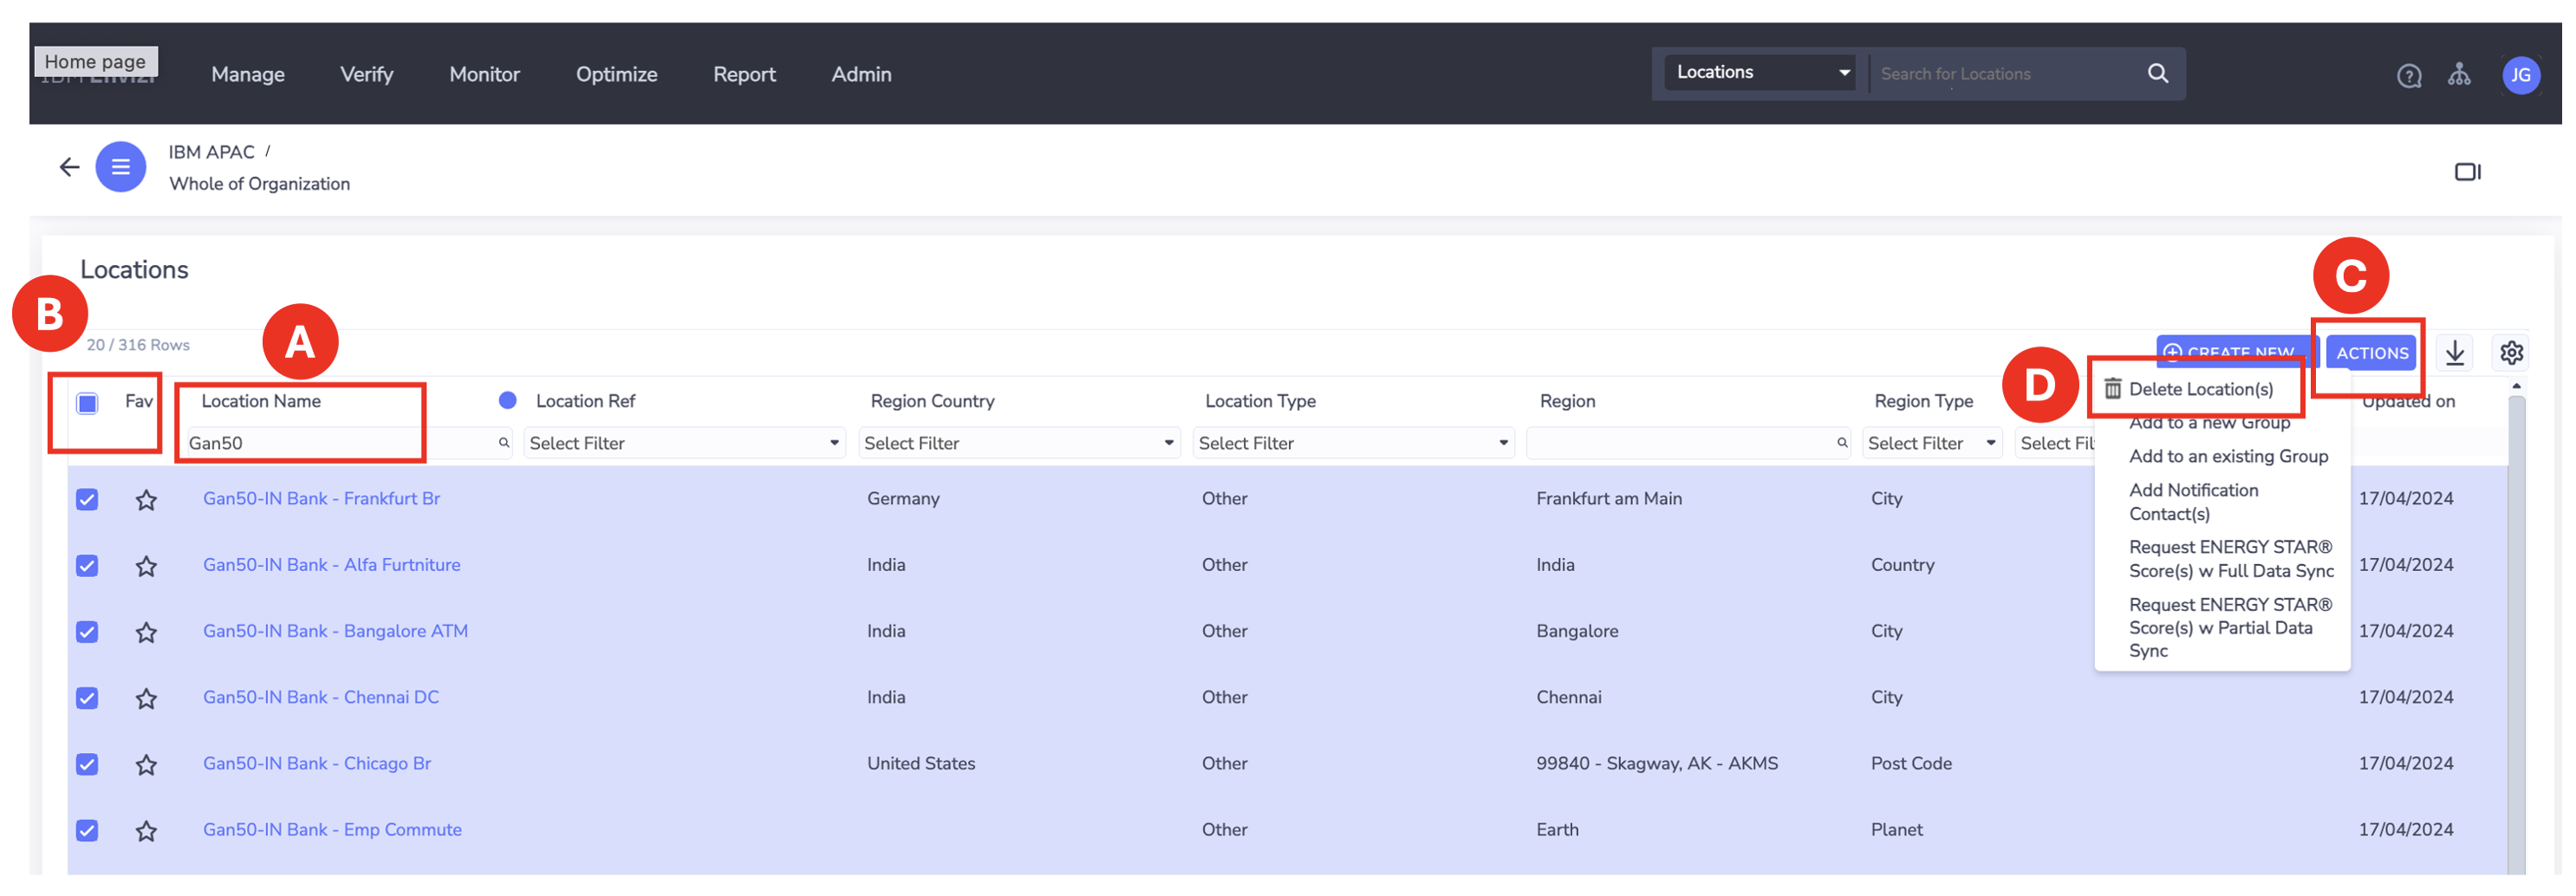 Home page
Manage Verify Monitor Optimize Report Admin Locations Search for Locations JG
IBM APAC /
Whole of Organization
Locations
B
A
C
D
20 / 316 Rows CREATE NEW ACTIONS
Fav Location Name Location Ref Region Country Location Type Region Region Type Updated on
Gan50 Select Filter Select Filter Select Filter Select Filter Select Fil
Delete Location(s)
Add to a new Group
Add to an existing Group
Add Notification
Contact(s)
Request ENERGY STAR®
Score(s) w Full Data Sync
Request ENERGY STAR®
Score(s) w Partial Data
Sync
Gan50-IN Bank - Frankfurt Br Germany Other Frankfurt am Main City 17/04/2024
Gan50-IN Bank - Alfa Furtniture India Other India Country 17/04/2024
Gan50-IN Bank - Bangalore ATM India Other Bangalore City 17/04/2024
Gan50-IN Bank - Chennai DC India Other Chennai City 17/04/2024
Gan50-IN Bank - Chicago Br United States Other 99840 - Skagway, AK - AKMS Post Code 17/04/2024
Gan50-IN Bank - Emp Commute Other Earth Planet 17/04/2024